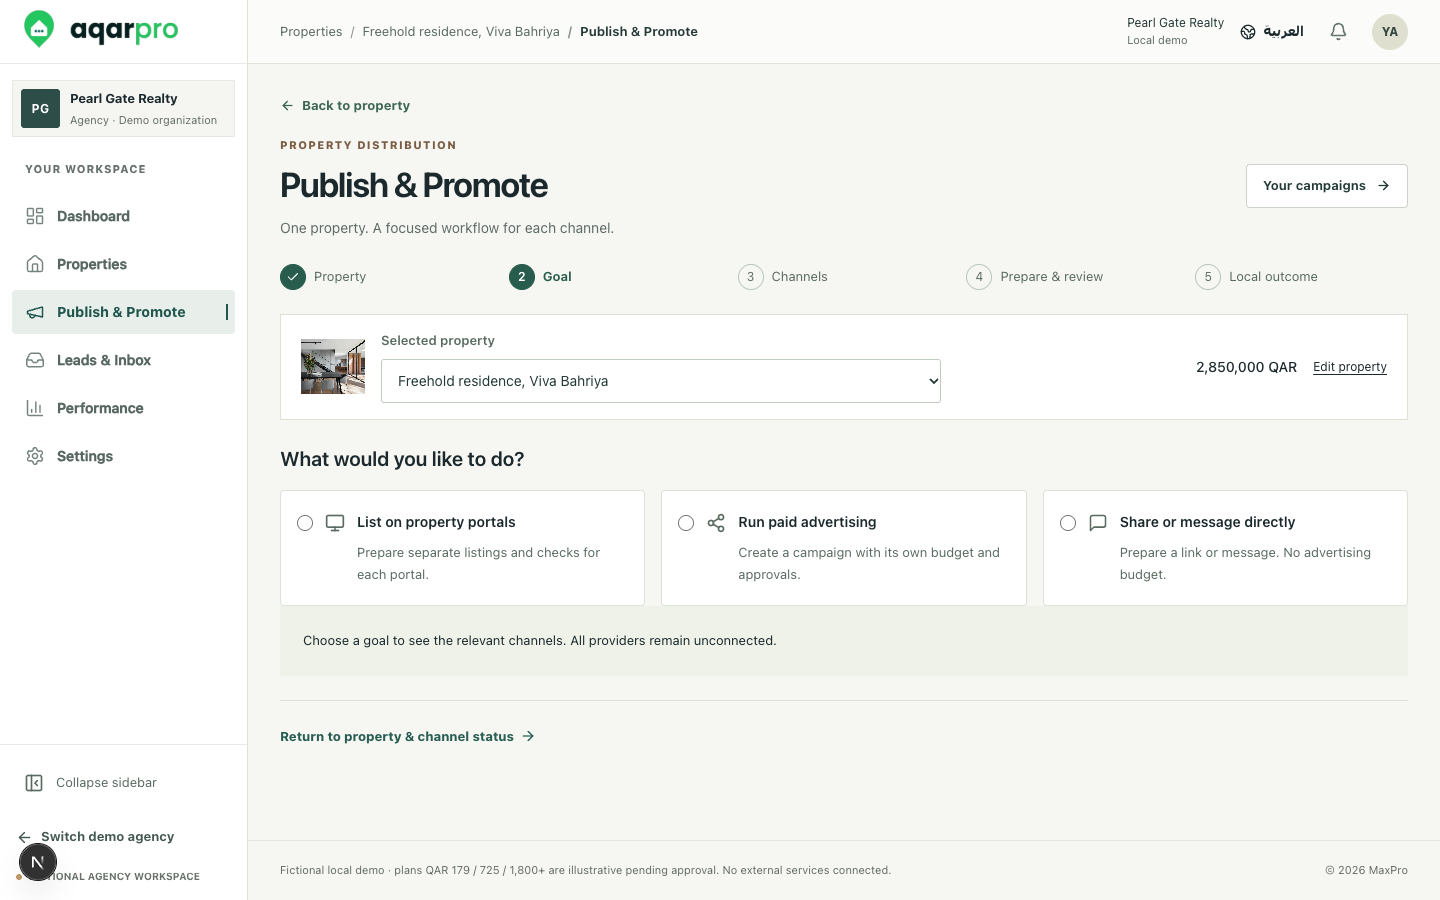 aqarpro
PG
Pearl Gate Realty
Agency · Demo organization
YOUR WORKSPACE
Dashboard
Properties
Publish & Promote
Leads & Inbox
Performance
Settings
Collapse sidebar
Switch demo agency
N
IONAL AGENCY WORKSPACE
Properties / Freehold residence, Viva Bahriya / Publish & Promote
Pearl Gate Realty
Local demo
العربية
YA
Back to property
PROPERTY DISTRIBUTION
Publish & Promote
Your campaigns
One property. A focused workflow for each channel.
Property
2 Goal
3 Channels
4 Prepare & review
5 Local outcome
Selected property
Freehold residence, Viva Bahriya
2,850,000 QAR
Edit property
What would you like to do?
List on property portals
Prepare separate listings and checks for
each portal.
Run paid advertising
Create a campaign with its own budget and
approvals.
Share or message directly
Prepare a link or message. No advertising
budget.
Choose a goal to see the relevant channels. All providers remain unconnected.
Return to property & channel status
Fictional local demo · plans QAR 179 / 725 / 1,800+ are illustrative pending approval. No external services connected.
© 2026 MaxPro